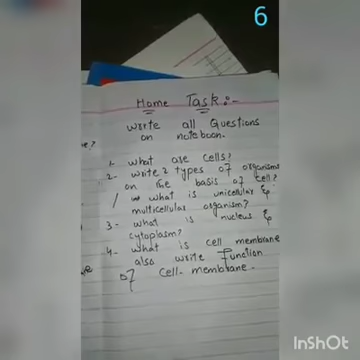 6
Home Task:-
Write all Questions
on notebook.
1- What are cells?
2- Write 2 types of organisms
on the basis of cell?
/ what is unicellular &
multicellular organism?
3- What is nucleus &
cytoplasm?
4- What is cell membrane
also write function
of cell-membrane-
InShOt